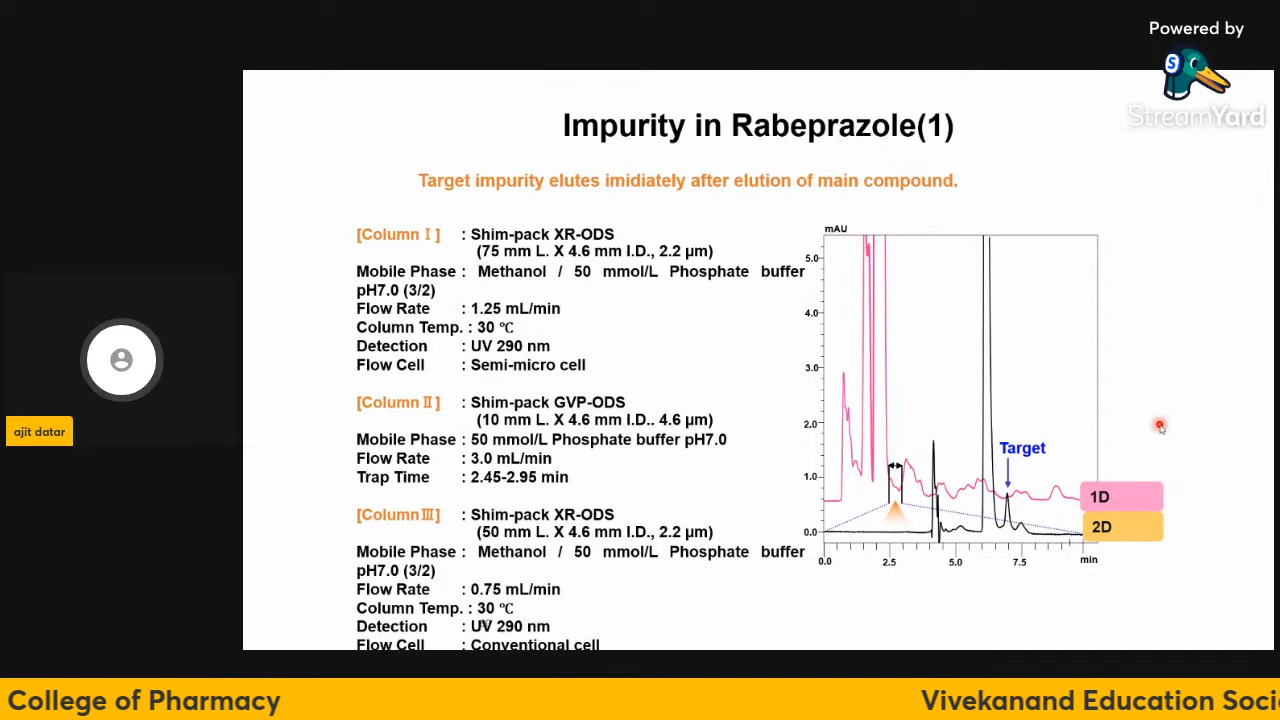 Powered by
S
StreamYard
Impurity in Rabeprazole(1)
Target impurity elutes imidiately after elution of main compound.
[Column Ⅰ] : Shim-pack XR-ODS
(75 mm L. X 4.6 mm I.D., 2.2 μm)
Mobile Phase : Methanol / 50 mmol/L Phosphate buffer
pH7.0 (3/2)
Flow Rate : 1.25 mL/min
Column Temp. : 30 ℃
Detection : UV 290 nm
Flow Cell : Semi-micro cell
[Column Ⅱ] : Shim-pack GVP-ODS
(10 mm L. X 4.6 mm I.D.. 4.6 μm)
Mobile Phase : 50 mmol/L Phosphate buffer pH7.0
Flow Rate : 3.0 mL/min
Trap Time : 2.45-2.95 min
[Column Ⅲ] : Shim-pack XR-ODS
(50 mm L. X 4.6 mm I.D., 2.2 μm)
Mobile Phase : Methanol / 50 mmol/L Phosphate buffer
pH7.0 (3/2)
Flow Rate : 0.75 mL/min
Column Temp. : 30 ℃
Detection : UV 290 nm
Flow Cell : Conventional cell
mAU
5.0
4.0
3.0
2.0
1.0
0.0
Target
1D
2D
0.0 2.5 5.0 7.5 min
ajit datar
College of Pharmacy
Vivekanand Education Soci